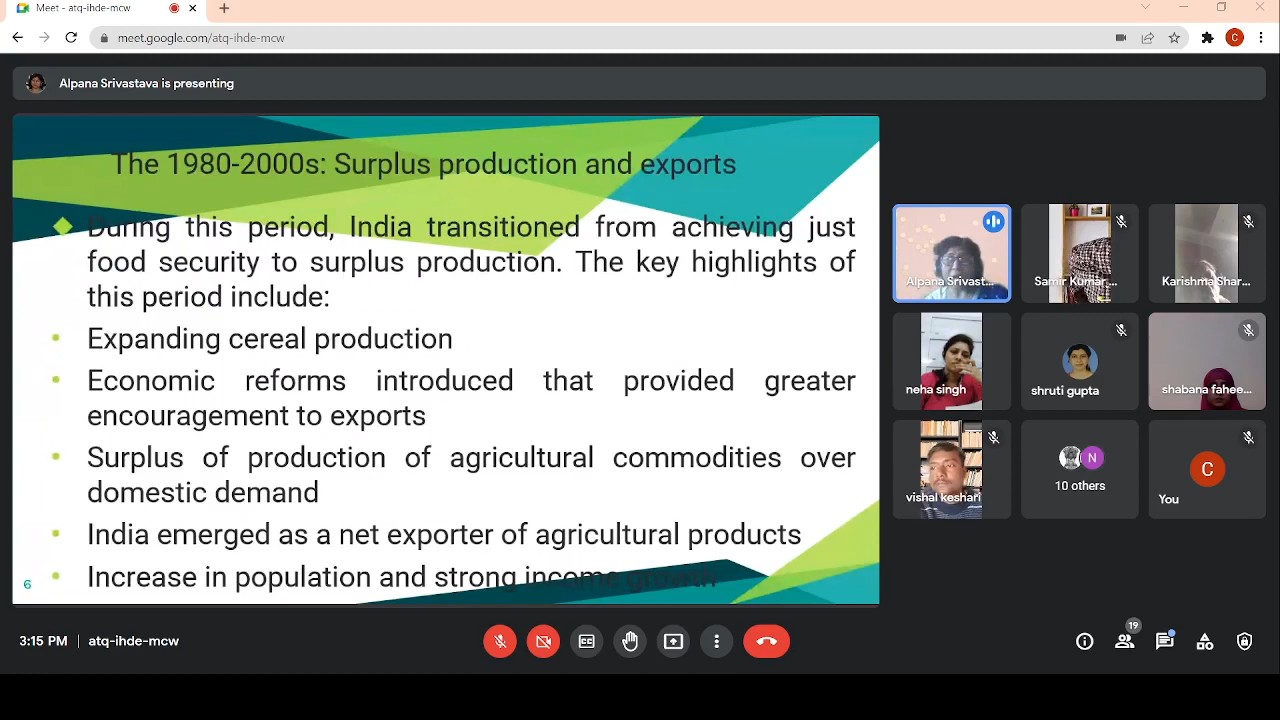 Meet - atq-ihde-mcw
meet.google.com/atq-ihde-mcw
C
Alpana Srivastava is presenting
The 1980-2000s: Surplus production and exports
During this period, India transitioned from achieving just
food security to surplus production. The key highlights of
this period include:
Expanding cereal production
Economic reforms introduced that provided greater
encouragement to exports
Surplus of production of agricultural commodities over
domestic demand
India emerged as a net exporter of agricultural products
Increase in population and strong income growth
6
Alpana Srivast...
Samir Kumar ...
Karishma Shar...
neha singh
shruti gupta
shabana fahee...
vishal keshari
N
10 others
C
You
3:15 PM | atq-ihde-mcw
CC
19